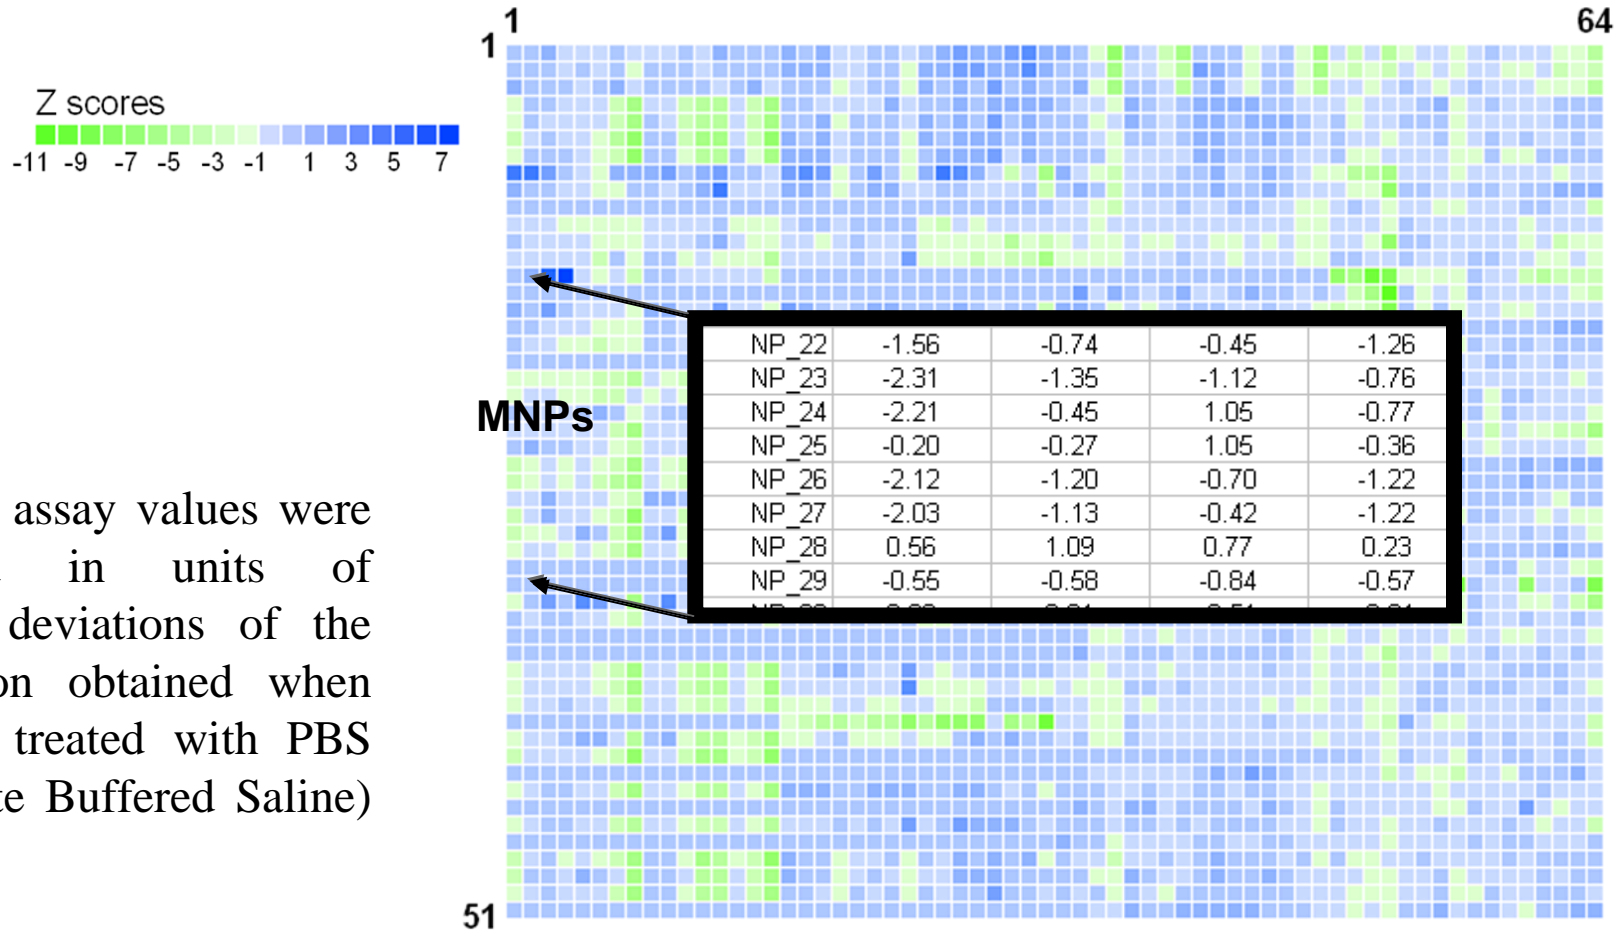 1
64
1
Z scores
-11 -9 -7 -5 -3 -1 1 3 5 7
NP_22 -1.56 -0.74 -0.45 -1.26
NP_23 -2.31 -1.35 -1.12 -0.76
MNPs
NP_24 -2.21 -0.45 1.05 -0.77
NP_25 -0.20 -0.27 1.05 -0.36
NP_26 -2.12 -1.20 -0.70 -1.22
NP_27 -2.03 -1.13 -0.42 -1.22
NP_28 0.56 1.09 0.77 0.23
NP_29 -0.55 -0.58 -0.84 -0.57
assay values were
in units of
deviations of the
on obtained when
treated with PBS
te Buffered Saline)
51